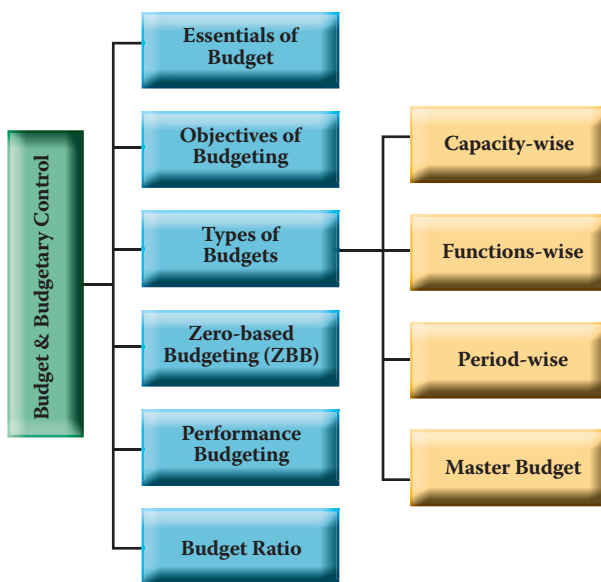 Budget & Budgetary Control
Essentials of
Budget
Objectives of
Budgeting
Types of
Budgets
Zero-based
Budgeting (ZBB)
Performance
Budgeting
Budget Ratio
Capacity-wise
Functions-wise
Period-wise
Master Budget